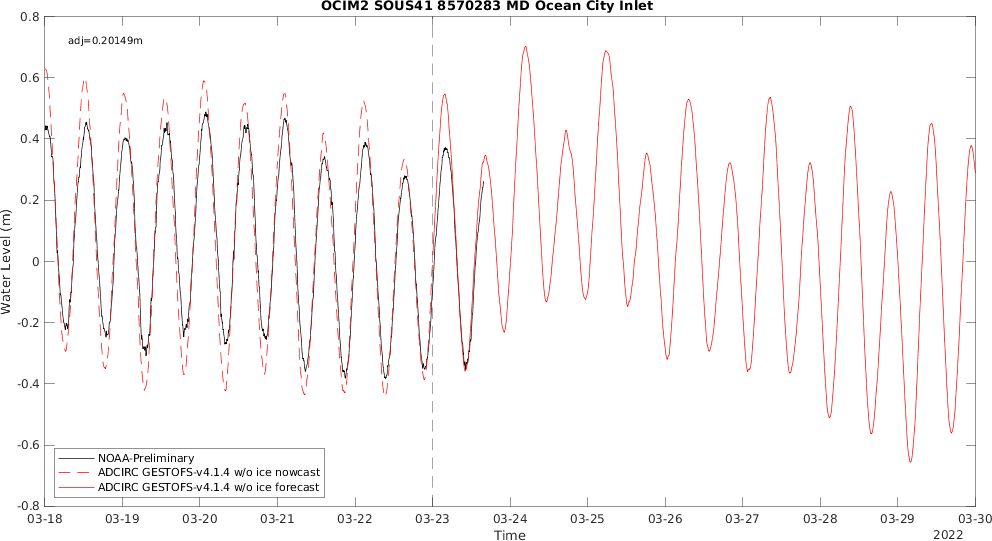 OCIM2 SOUS41 8570283 MD Ocean City Inlet
adj=0.20149m
Water Level (m)
0.8
0.6
0.4
0.2
0
-0.2
-0.4
-0.6
-0.8
NOAA-Preliminary
ADCIRC GESTOFS-v4.1.4 w/o ice nowcast
ADCIRC GESTOFS-v4.1.4 w/o ice forecast
03-18 03-19 03-20 03-21 03-22 03-23 03-24 03-25 03-26 03-27 03-28 03-29 03-30
Time
2022